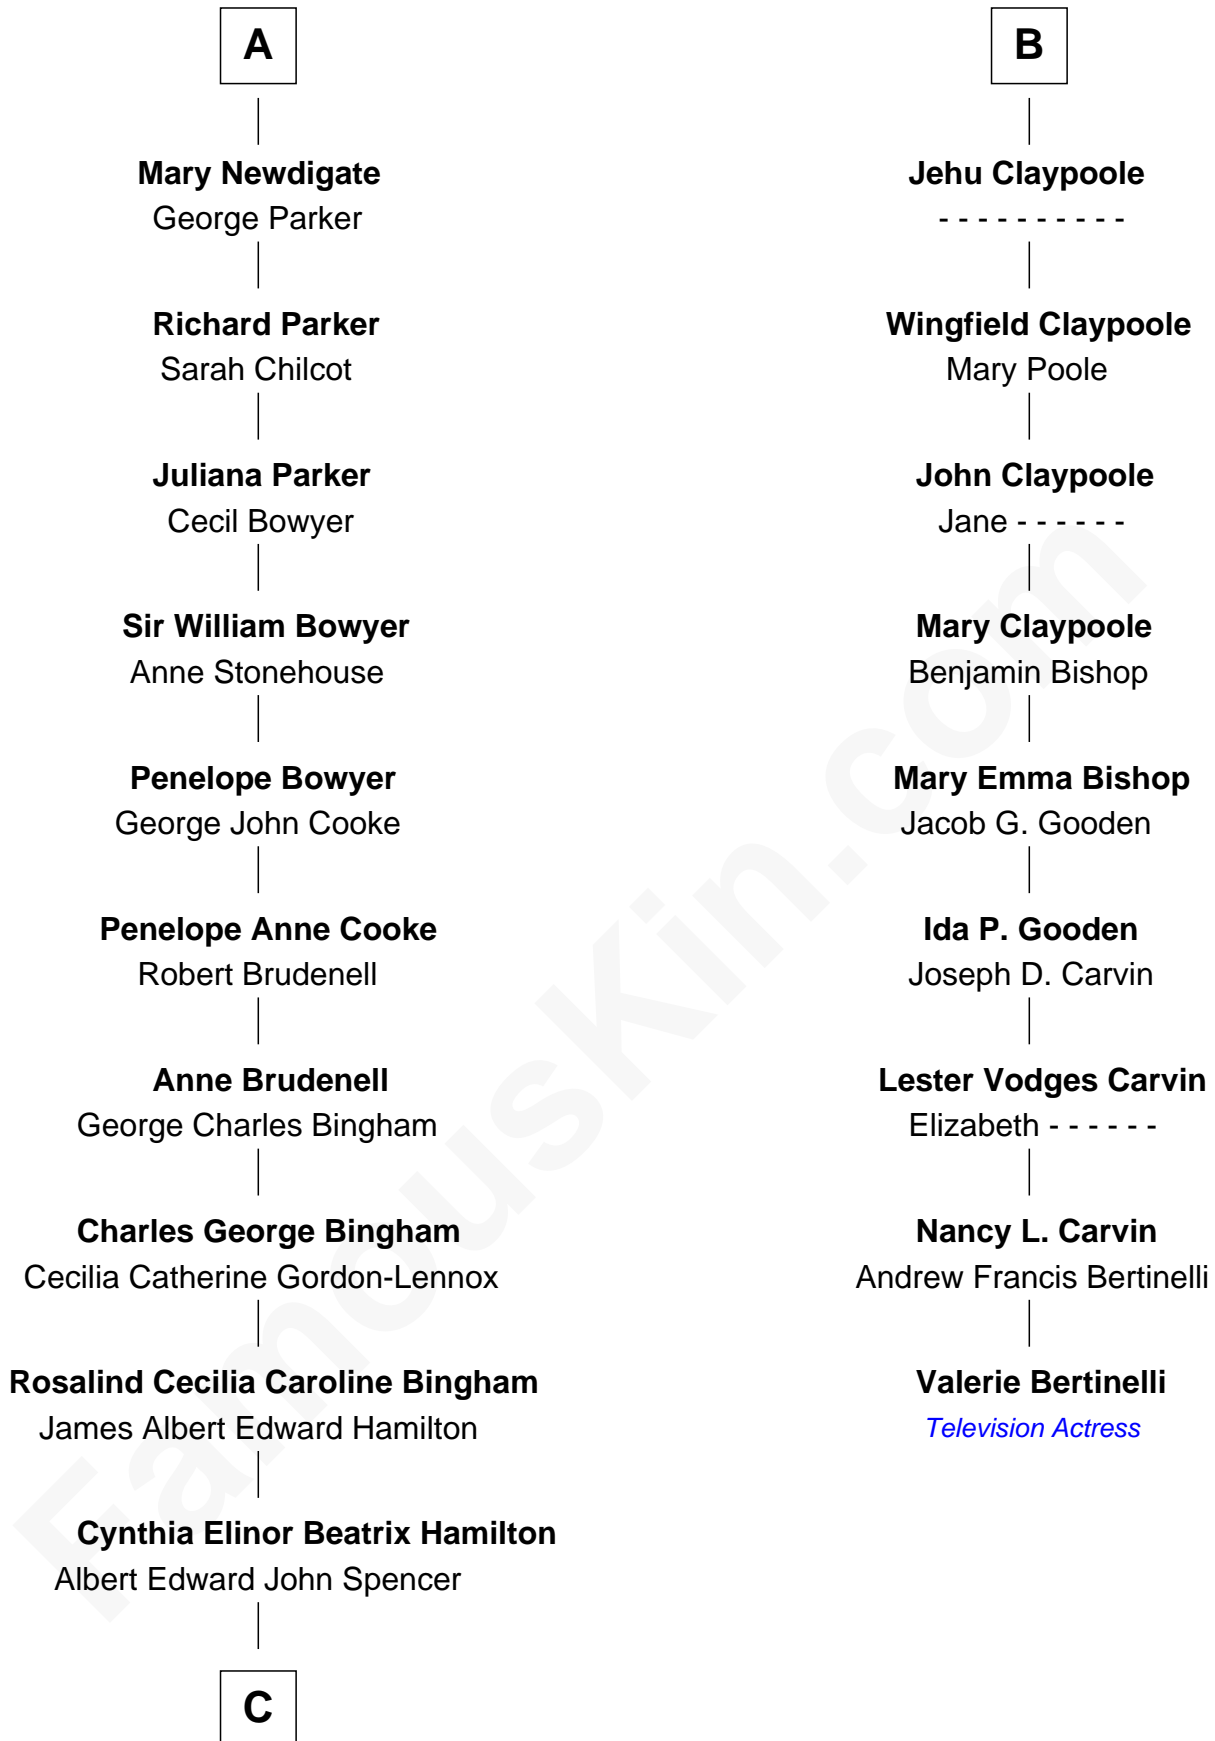 A
Mary Newdigate
George Parker
Richard Parker
Sarah Chilcot
Juliana Parker
Cecil Bowyer
Sir William Bowyer
Anne Stonehouse
Penelope Bowyer
George John Cooke
Penelope Anne Cooke
Robert Brudenell
Anne Brudenell
George Charles Bingham
Charles George Bingham
Cecilia Catherine Gordon-Lennox
Rosalind Cecilia Caroline Bingham
James Albert Edward Hamilton
Cynthia Elinor Beatrix Hamilton
Albert Edward John Spencer
C
B
Jehu Claypoole
- - - - - - - - - -
Wingfield Claypoole
Mary Poole
John Claypoole
Jane - - - - - -
Mary Claypoole
Benjamin Bishop
Mary Emma Bishop
Jacob G. Gooden
Ida P. Gooden
Joseph D. Carvin
Lester Vodges Carvin
Elizabeth - - - - - -
Nancy L. Carvin
Andrew Francis Bertinelli
Valerie Bertinelli
Television Actress
FamousKin.com